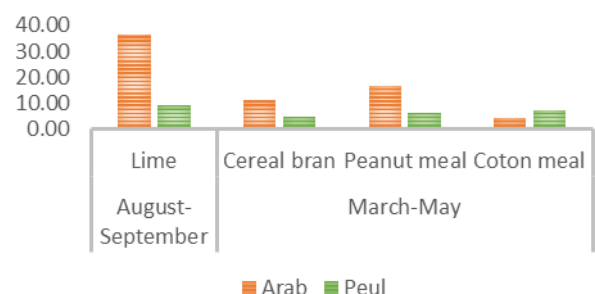 40.00
30.00
20.00
10.00
0.00
Lime Cereal bran Peanut meal Coton meal
August-
September
March-May
Arab Peul